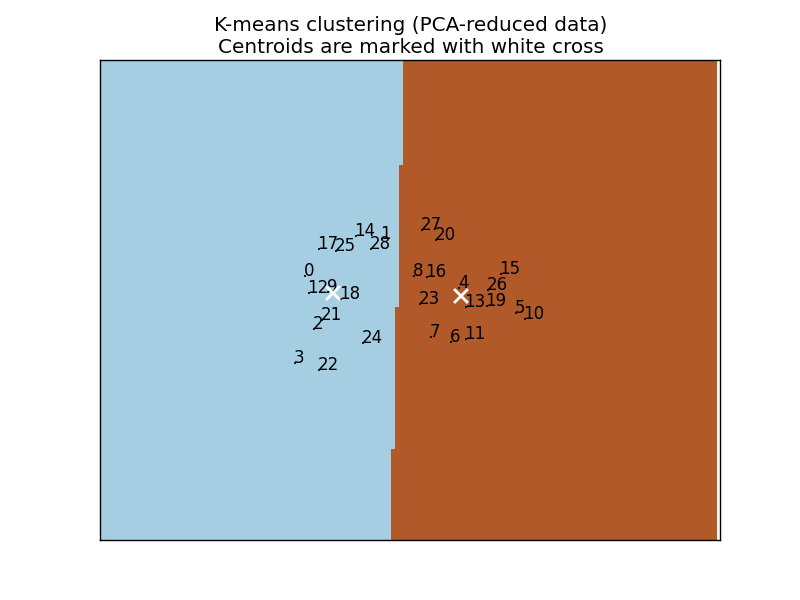 K-means clustering (PCA-reduced data)
Centroids are marked with white cross
27
14 1 20
17 25 28
0 8 16 15
12 9 18 4 26
23 13 19
21 5 10
2
24 7 6 11
3 22